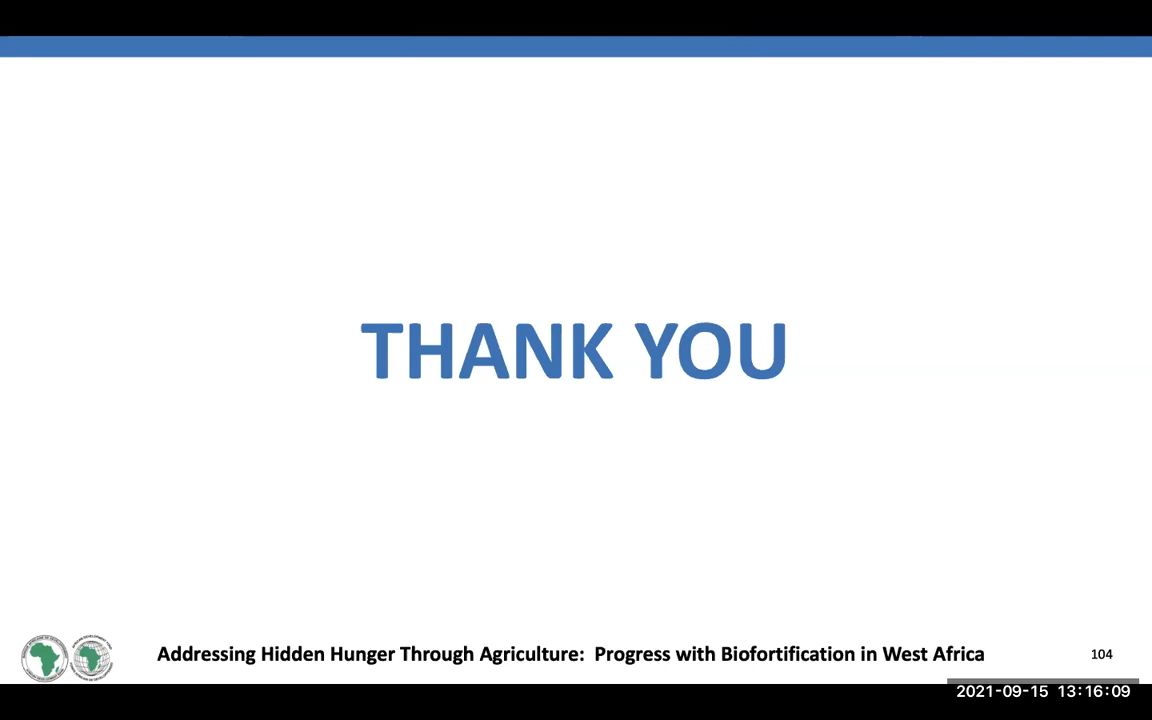 THANK YOU
Addressing Hidden Hunger Through Agriculture:  Progress with Biofortification in West Africa
104
2021-09-15 13:16:09